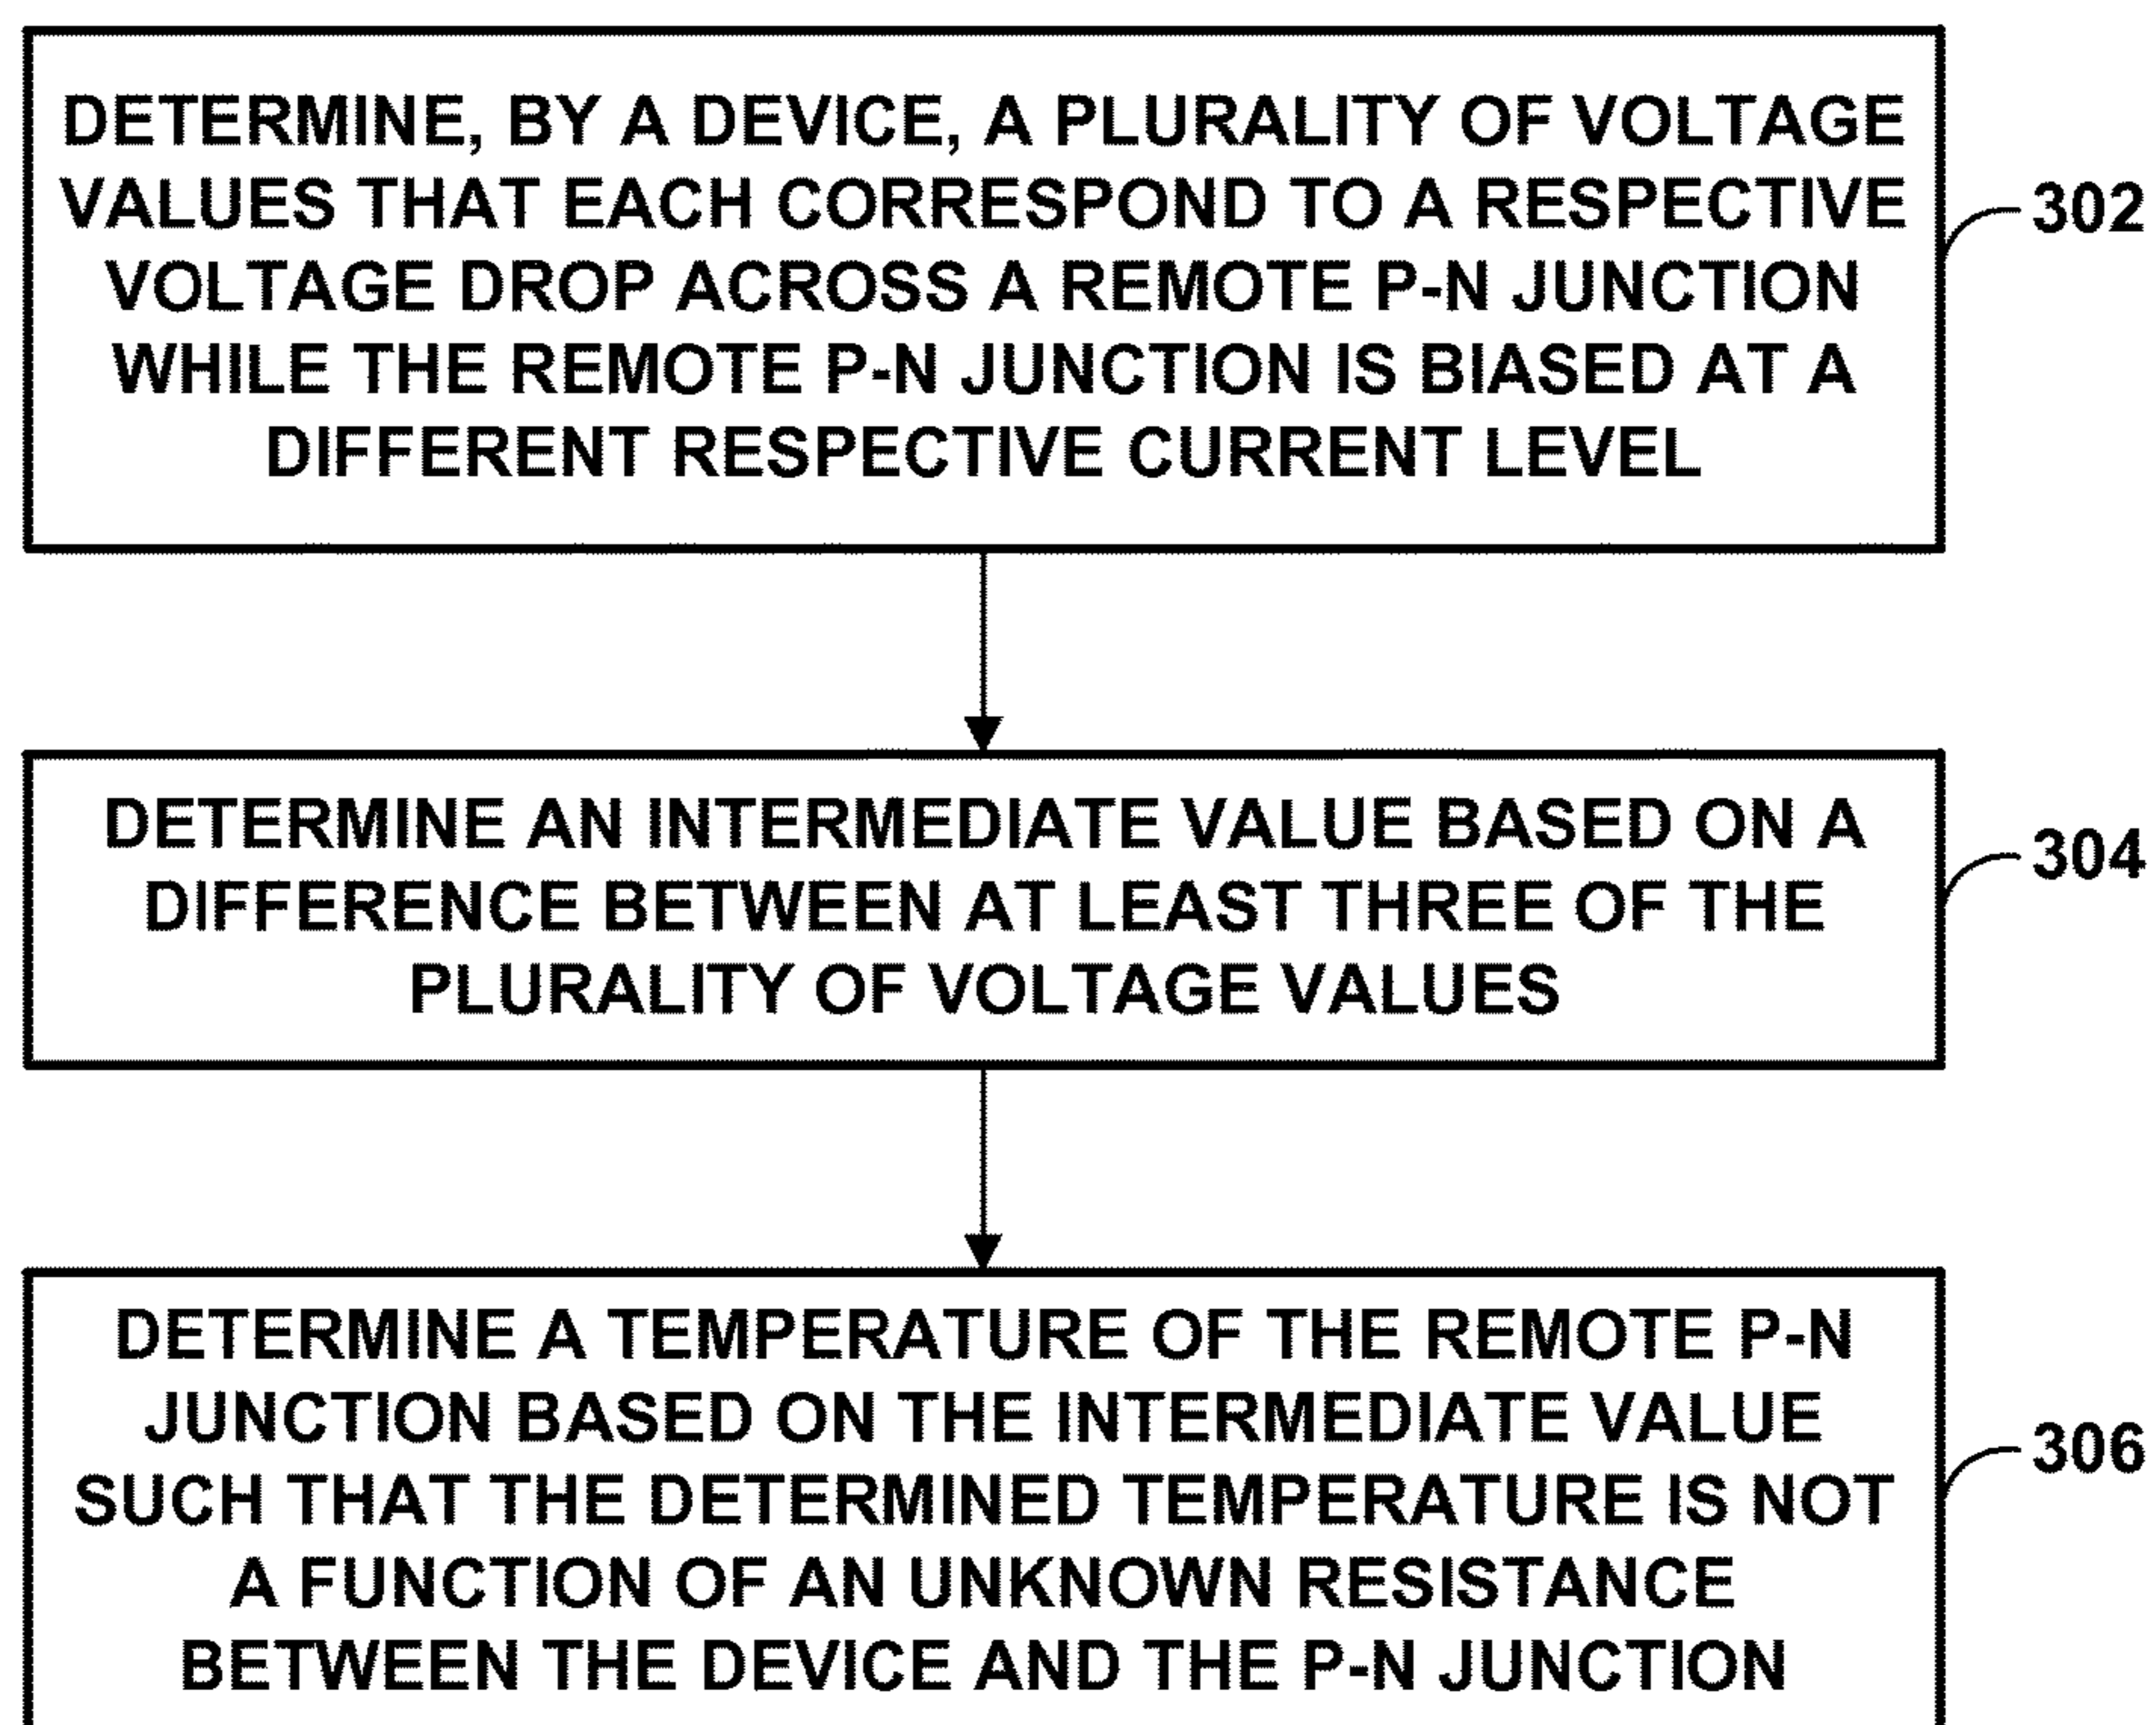 DETERMINE, BY A DEVICE, A PLURALITY OF VOLTAGE
VALUES THAT EACH CORRESPOND TO A RESPECTIVE
VOLTAGE DROP ACROSS A REMOTE P-N JUNCTION
WHILE THE REMOTE P-N JUNCTION IS BIASED AT A
DIFFERENT RESPECTIVE CURRENT LEVEL
302
DETERMINE AN INTERMEDIATE VALUE BASED ON A
DIFFERENCE BETWEEN AT LEAST THREE OF THE
PLURALITY OF VOLTAGE VALUES
304
DETERMINE A TEMPERATURE OF THE REMOTE P-N
JUNCTION BASED ON THE INTERMEDIATE VALUE
SUCH THAT THE DETERMINED TEMPERATURE IS NOT
A FUNCTION OF AN UNKNOWN RESISTANCE
BETWEEN THE DEVICE AND THE P-N JUNCTION
306